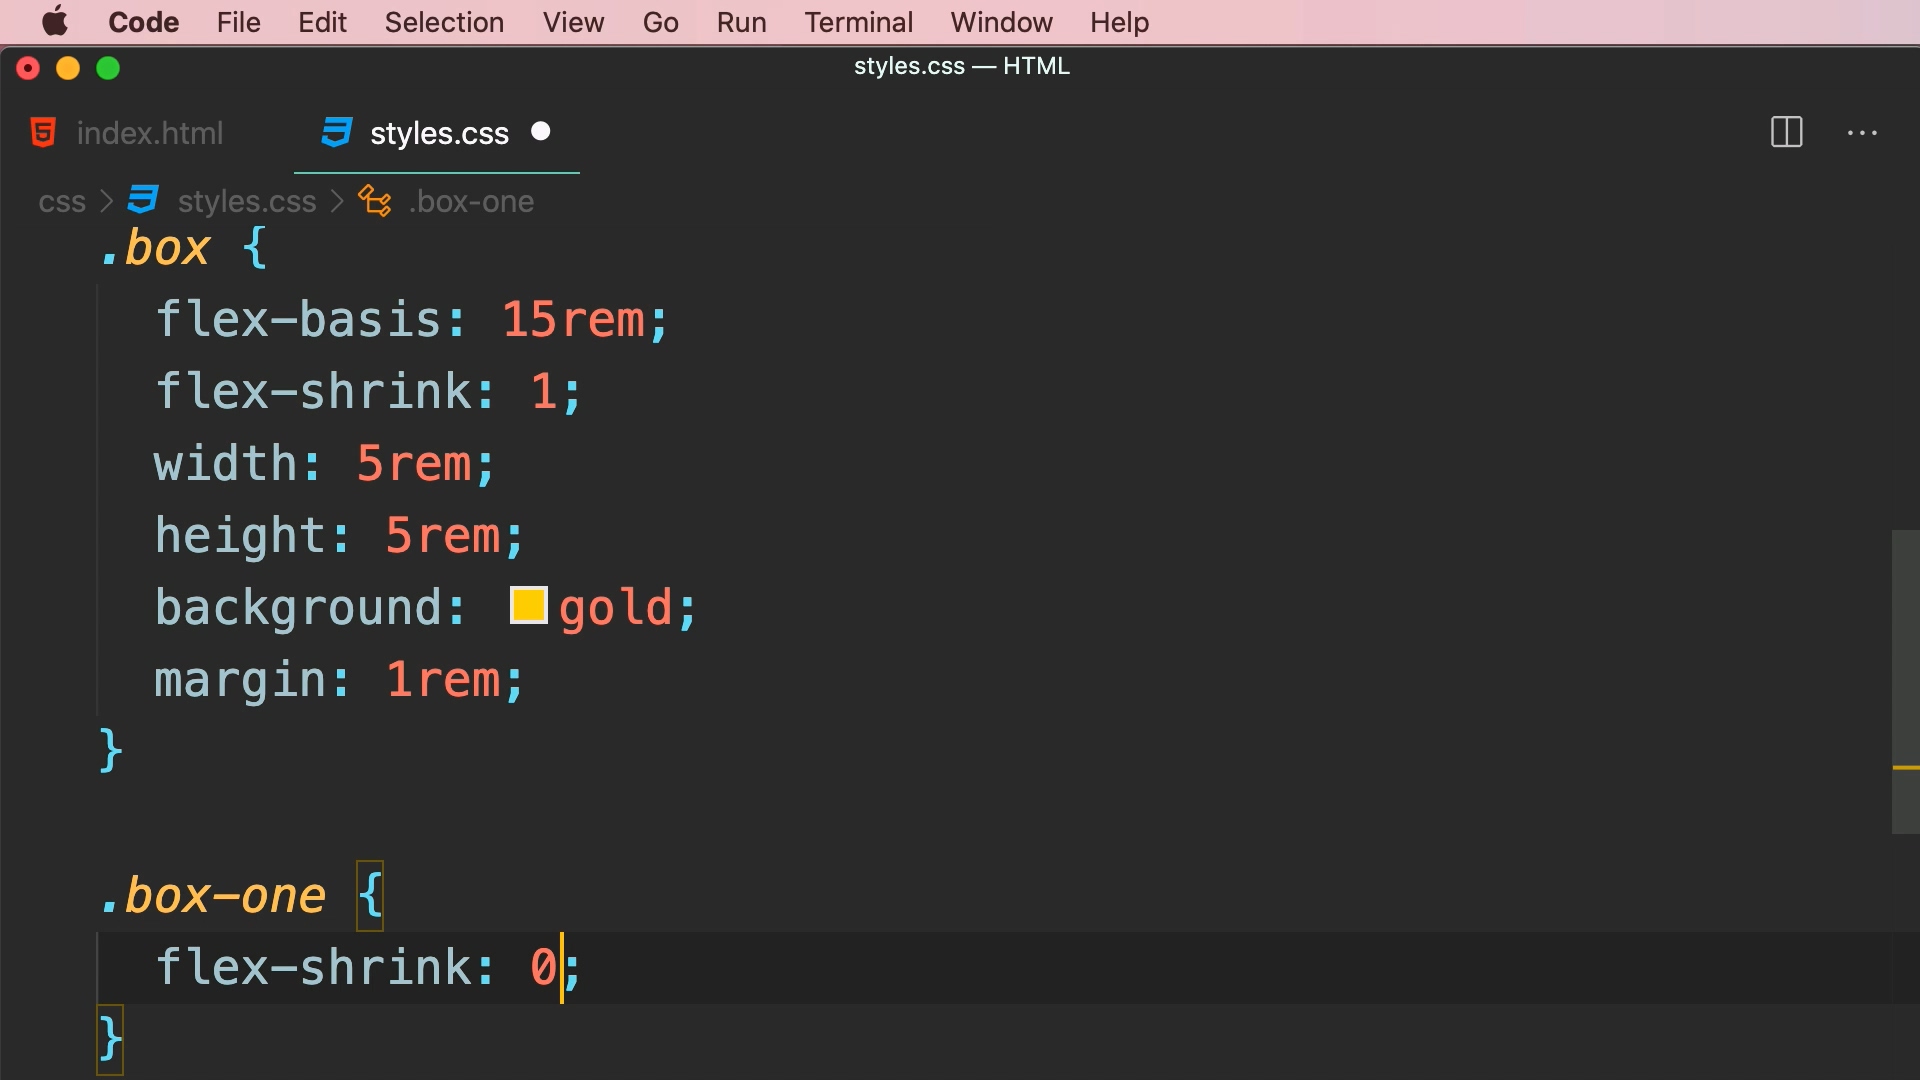 Code File Edit Selection View Go Run Terminal Window Help
styles.css — HTML
index.html styles.css
css > styles.css > .box-one
.box {
flex-basis: 15rem;
flex-shrink: 1;
width: 5rem;
height: 5rem;
background: gold;
margin: 1rem;
}
.box-one {
flex-shrink: 0;
}